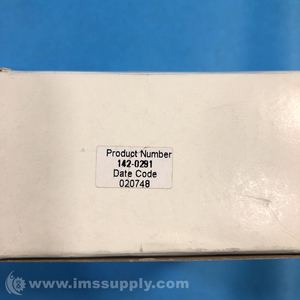 Product Number
142-0291
Date Code
020748
© www.imssupply.com